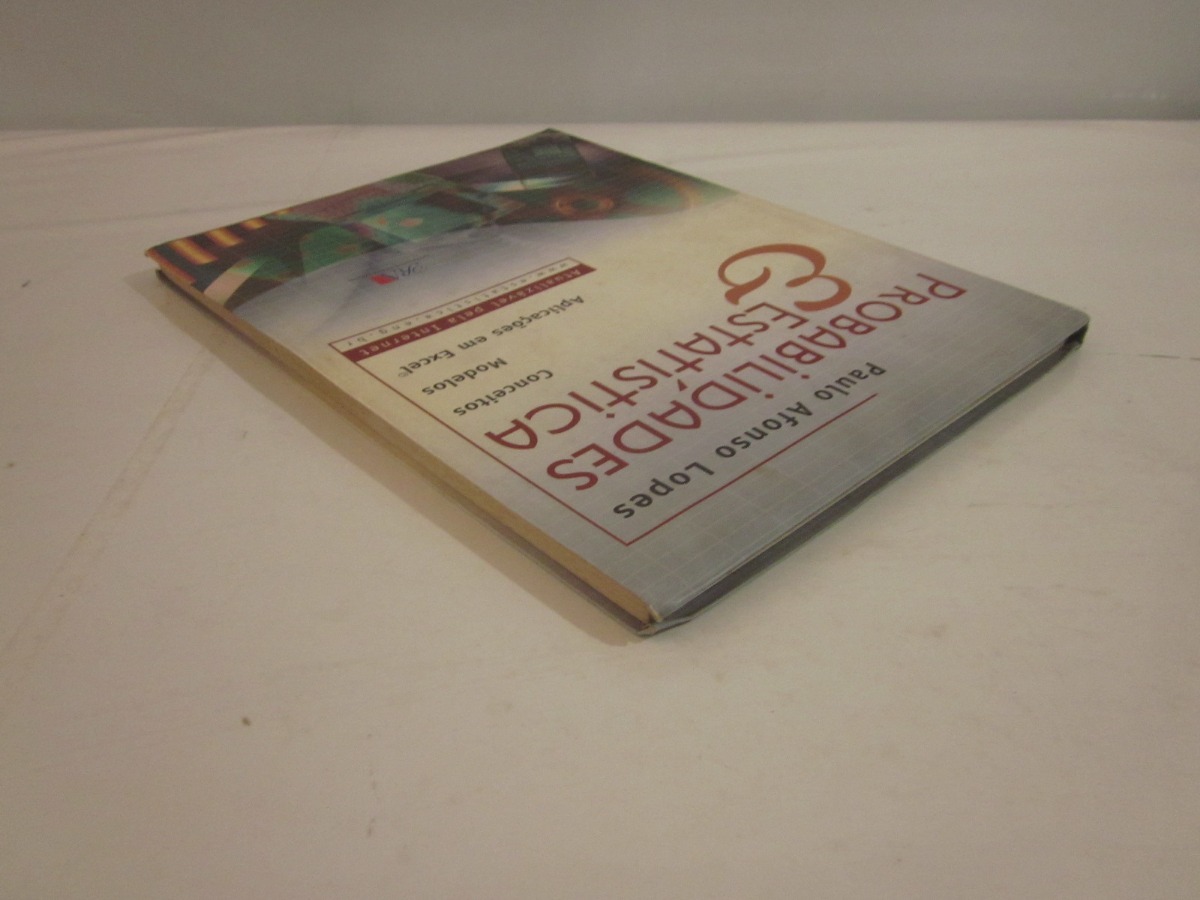 Paulo Afonso Lopes
PROBABILIDADES
& ESTATÍSTICA
Conceitos
Modelos
Aplicações em Excel®
Atualizável pela Internet